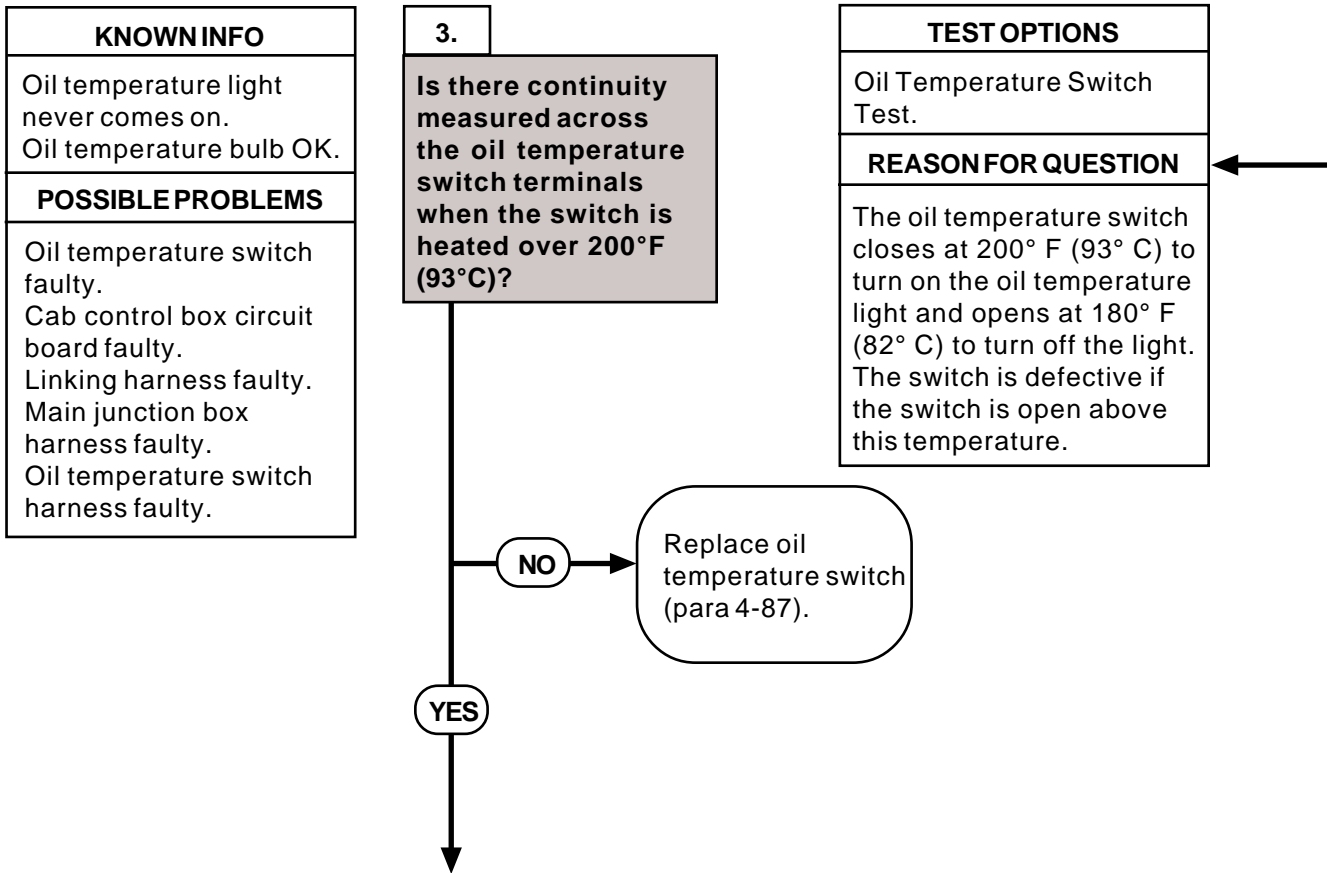 KNOWN INFO
Oil temperature light
never comes on.
Oil temperature bulb OK.
POSSIBLE PROBLEMS
Oil temperature switch
faulty.
Cab control box circuit
board faulty.
Linking harness faulty.
Main junction box
harness faulty.
Oil temperature switch
harness faulty.
3.
Is there continuity
measured across
the oil temperature
switch terminals
when the switch is
heated over 200°F
(93°C)?
TEST OPTIONS
Oil Temperature Switch
Test.
REASON FOR QUESTION
The oil temperature switch
closes at 200° F (93° C) to
turn on the oil temperature
light and opens at 180° F
(82° C) to turn off the light.
The switch is defective if
the switch is open above
this temperature.
NO
Replace oil
temperature switch
(para 4-87).
YES